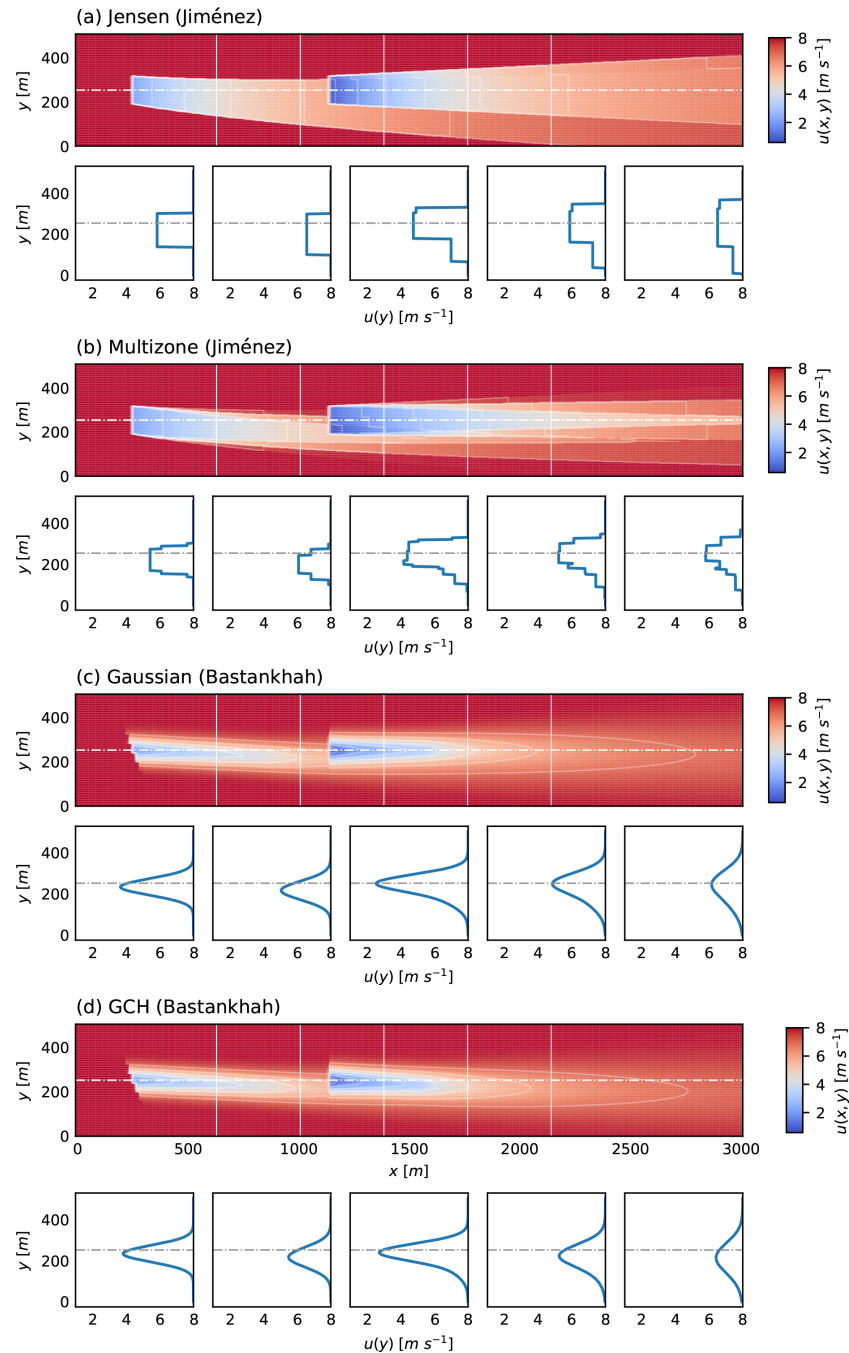 (a) Jensen (Jiménez)
y [m]
400
200
0
8
6
4
2
u(x, y) [m s⁻¹]
y [m]
400
200
0
2 4 6 8 2 4 6 8 2 4 6 8 2 4 6 8 2 4 6 8
u(y) [m s⁻¹]
(b) Multizone (Jiménez)
y [m]
400
200
0
8
6
4
2
u(x, y) [m s⁻¹]
y [m]
400
200
0
2 4 6 8 2 4 6 8 2 4 6 8 2 4 6 8 2 4 6 8
u(y) [m s⁻¹]
(c) Gaussian (Bastankhah)
y [m]
400
200
0
8
6
4
2
u(x, y) [m s⁻¹]
y [m]
400
200
0
2 4 6 8 2 4 6 8 2 4 6 8 2 4 6 8 2 4 6 8
u(y) [m s⁻¹]
(d) GCH (Bastankhah)
y [m]
400
200
0
8
6
4
2
u(x, y) [m s⁻¹]
0 500 1000 1500 2000 2500 3000
x [m]
y [m]
400
200
0
2 4 6 8 2 4 6 8 2 4 6 8 2 4 6 8 2 4 6 8
u(y) [m s⁻¹]